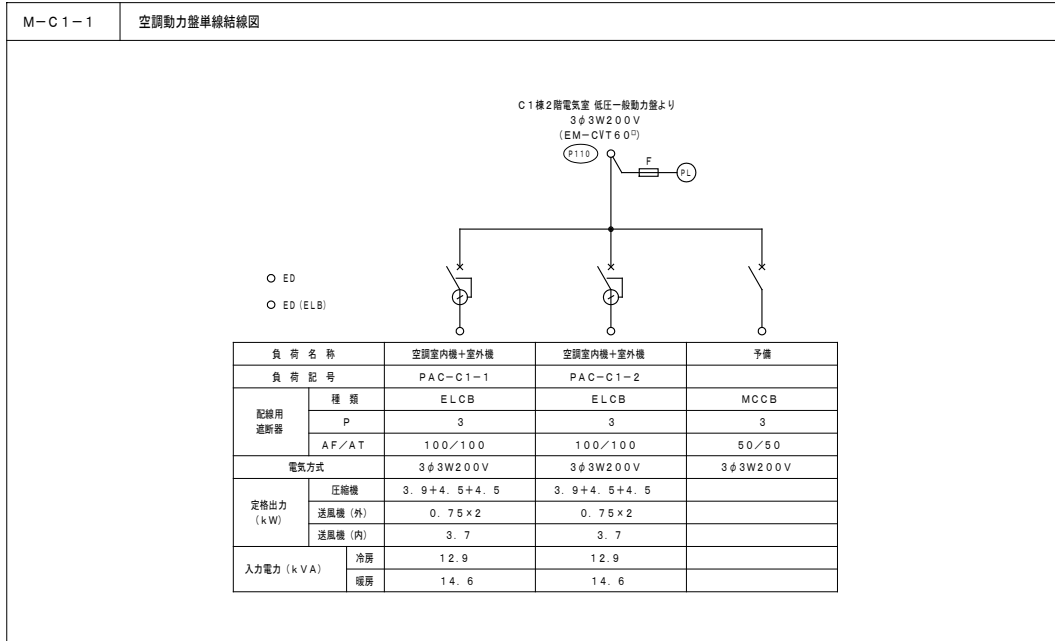 M－C１－１ 空調動力盤単線結線図
C１棟２階電気室 低圧一般動力盤より
３φ３W２００V
（EM－CVT６０□）
P110
F
PL
ED
ED（ELB）
負 荷 名 称 空調室内機＋室外機 空調室内機＋室外機 予備
負 荷 記 号 PAC－C１－１ PAC－C１－２
配線用遮断器 種 類 ELCB ELCB MCCB
P ３ ３ ３
AF／AT １００／１００ １００／１００ ５０／５０
電気方式 ３φ３W２００V ３φ３W２００V ３φ３W２００V
定格出力（kW） 圧縮機 ３．９＋４．５＋４．５ ３．９＋４．５＋４．５
送風機（外） ０．７５×２ ０．７５×２
送風機（内） ３．７ ３．７
入力電力（kVA） 冷房 １２.９ １２.９
暖房 １４．６ １４．６